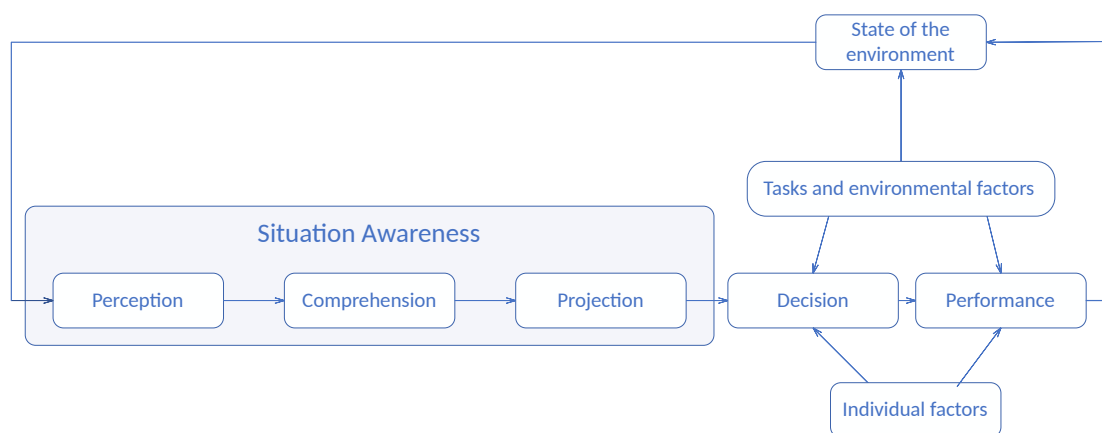 State of the
environment
Tasks and environmental factors
Situation Awareness
Perception
Comprehension
Projection
Decision
Performance
Individual factors